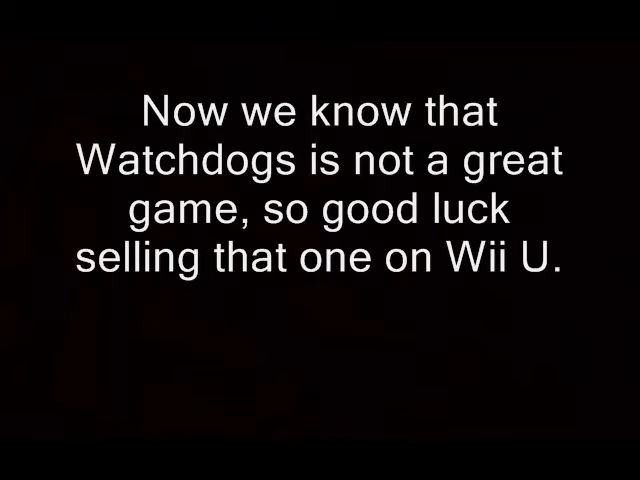 Now we know that
Watchdogs is not a great
game, so good luck
selling that one on Wii U.